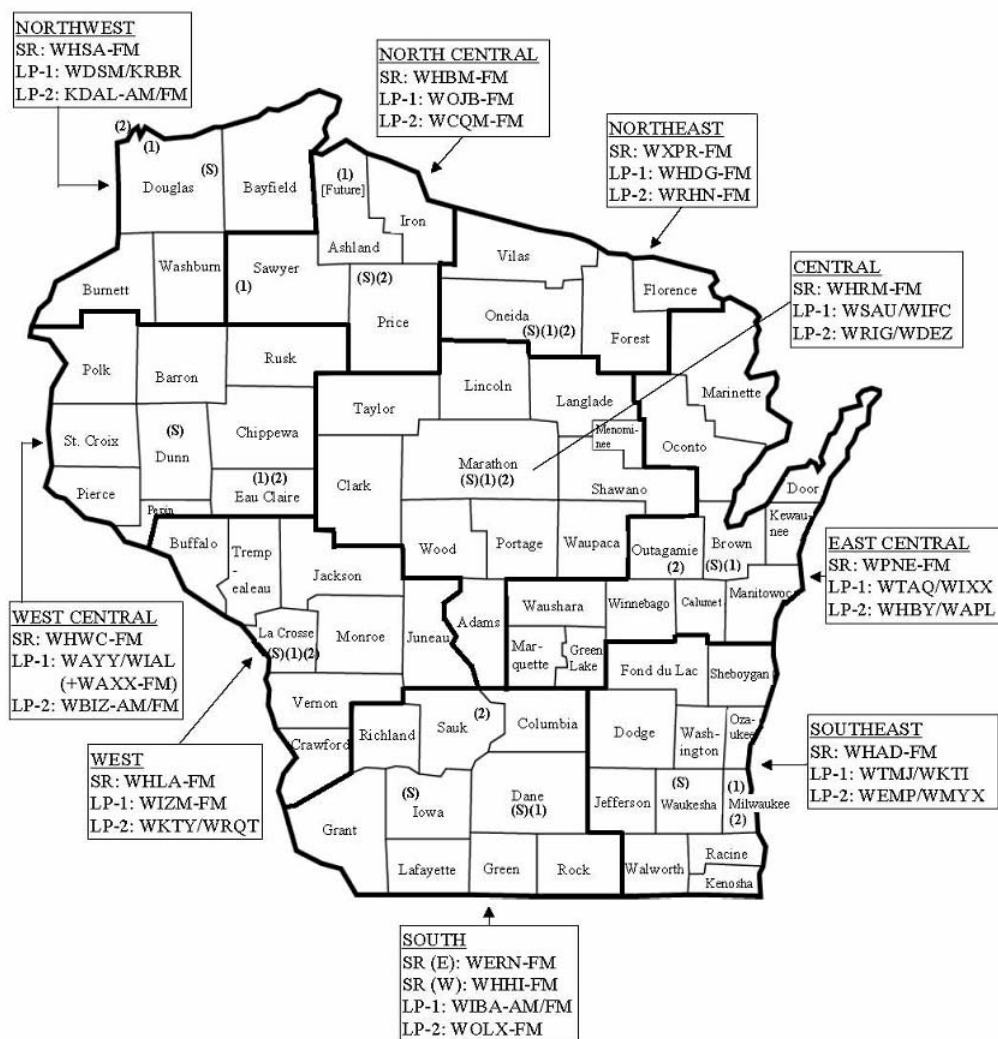 NORTHWEST
SR: WHSA-FM
LP-1: WDSM/KRBR
LP-2: KDAL-AM/FM
NORTH CENTRAL
SR: WHBM-FM
LP-1: WOJB-FM
LP-2: WCQM-FM
NORTHEAST
SR: WXPR-FM
LP-1: WHDG-FM
LP-2: WRHN-FM
CENTRAL
SR: WHRM-FM
LP-1: WSAU/WIFC
LP-2: WRIG/WDEZ
(2)
(1)
(S)
Douglas
Bayfield
(1)
[Future]
Ashland
Iron
Vilas
Florence
Burnett
Washburn
Sawyer
(1)
(S)(2)
Price
Oneida
(S)(1)(2)
Forest
Polk
Barron
Rusk
Lincoln
Langlade
Marinette
Taylor
Oconto
St. Croix
(S)
Dunn
Chippewa
Menomi-
nee
Marathon
(S)(1)(2)
Clark
Shawano
Pierce
(1)(2)
Eau Claire
Door
Pepin
Kewau-
nee
Buffalo
Tremp
-
ealeau
Jackson
Wood
Portage
Waupaca
Outagamie
(2)
Brown
(S)(1)
La Crosse
(S)(1)(2)
Monroe
Juneau
Adams
Waushara
Winnebago
Calumet
Manitowoc
Mar-
quette
Green
Lake
Fond du Lac
Sheboygan
Vernon
Crawford
Richland
Sauk
(2)
Columbia
Dodge
Wash-
ington
Oza-
ukee
(S)
Iowa
Dane
(S)(1)
Jefferson
(S)
Waukesha
(1)
Milwaukee
(2)
Grant
Lafayette
Green
Rock
Walworth
Racine
Kenosha
EAST CENTRAL
SR: WPNE-FM
LP-1: WTAQ/WIXX
LP-2: WHBY/WAPL
WEST CENTRAL
SR: WHWC-FM
LP-1: WAYY/WIAL
(+WAXX-FM)
LP-2: WBIZ-AM/FM
WEST
SR: WHLA-FM
LP-1: WIZM-FM
LP-2: WKTY/WRQT
SOUTHEAST
SR: WHAD-FM
LP-1: WTMJ/WKTI
LP-2: WEMP/WMYX
SOUTH
SR (E): WERN-FM
SR (W): WHHI-FM
LP-1: WIBA-AM/FM
LP-2: WOLX-FM